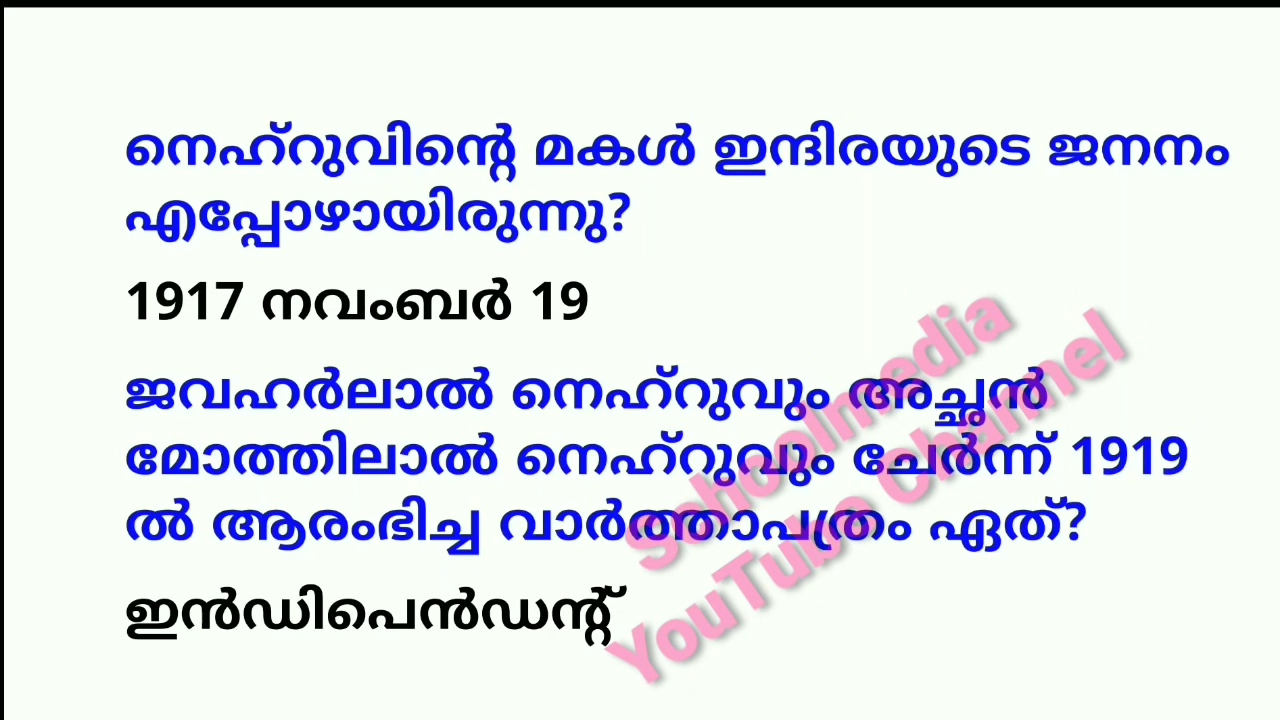 നെഹ്റുവിന്റെ മകൾ ഇന്ദിരയുടെ ജനനം
എപ്പോഴായിരുന്നു?
1917 നവംബർ 19
ജവഹർലാൽ നെഹ്റുവും അച്ഛൻ
മോത്തിലാൽ നെഹ്റുവും ചേർന്ന് 1919
ൽ ആരംഭിച്ച വാർത്താപത്രം ഏത്?
ഇൻഡിപെൻഡന്റ്
Schoolmedia
YouTube Channel